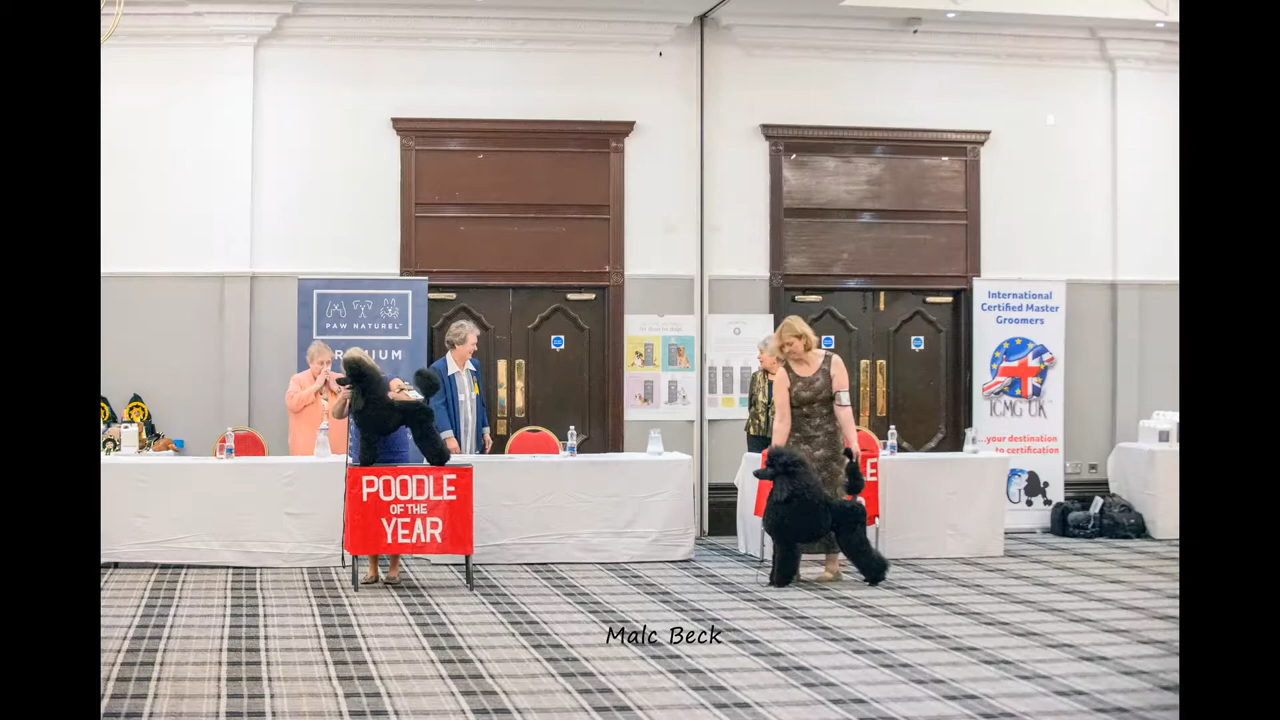 PAW NATUREL
POODLE
OF THE
YEAR
International
Certified Master
Groomers
ICMG UK
...your destination
to certification
Malc Beck